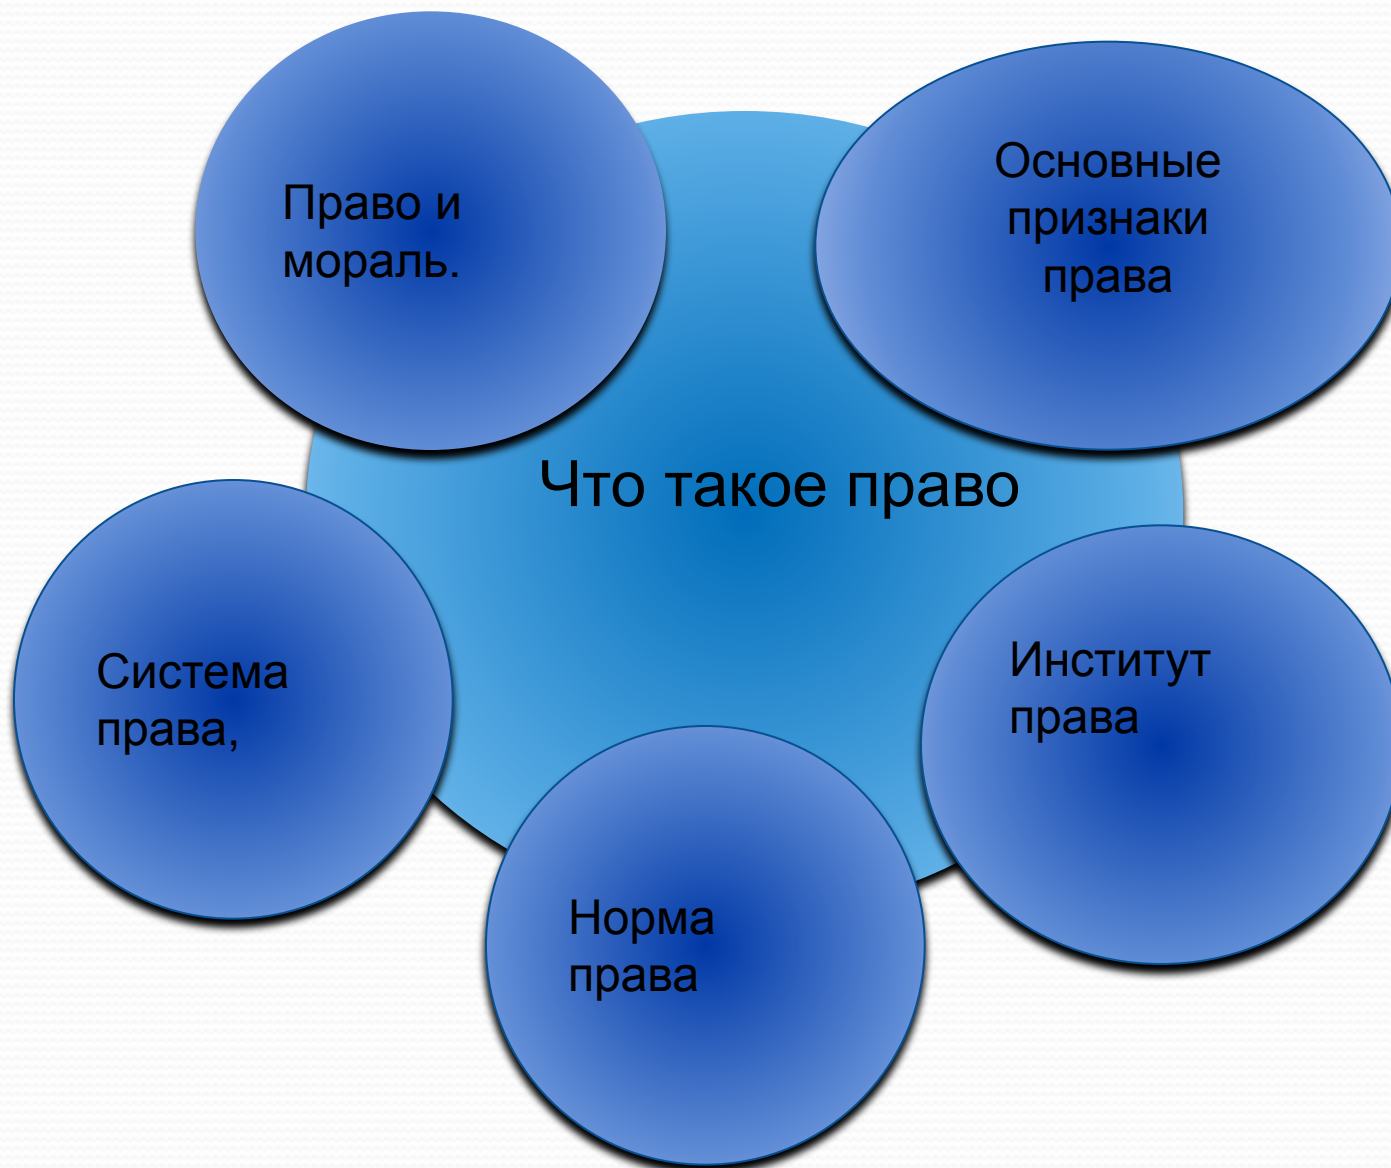 Право и
мораль.
Основные
признаки
права
Что такое право
Система
права,
Институт
права
Норма
права